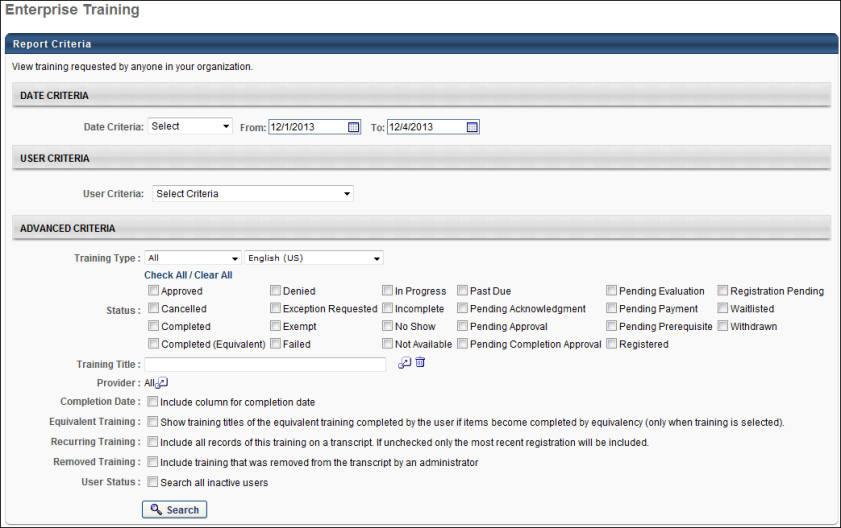 Enterprise Training
Report Criteria
View training requested by anyone in your organization.
DATE CRITERIA
Date Criteria: Select From: 12/1/2013 To: 12/4/2013
USER CRITERIA
User Criteria: Select Criteria
ADVANCED CRITERIA
Training Type : All English (US)
Check All / Clear All
Approved Denied In Progress Past Due Pending Evaluation Registration Pending
Status : Cancelled Exception Requested Incomplete Pending Acknowledgment Pending Payment Waitlisted
Completed Exempt No Show Pending Approval Pending Prerequisite Withdrawn
Completed (Equivalent) Failed Not Available Pending Completion Approval Registered
Training Title :
Provider : All
Completion Date : Include column for completion date
Equivalent Training : Show training titles of the equivalent training completed by the user if items become completed by equivalency (only when training is selected).
Recurring Training : Include all records of this training on a transcript. If unchecked only the most recent registration will be included.
Removed Training : Include training that was removed from the transcript by an administrator
User Status : Search all inactive users
Search